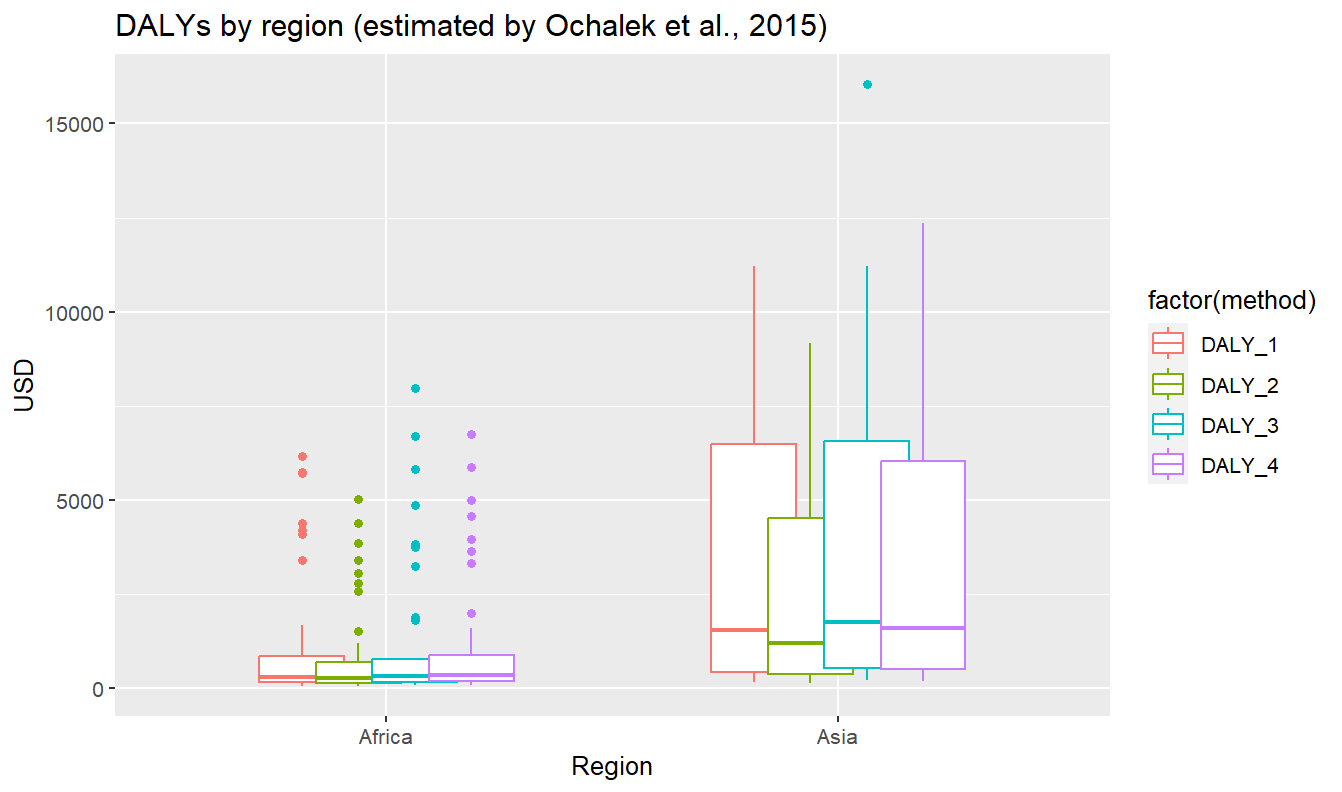 DALYs by region (estimated by Ochalek et al., 2015)
USD
15000
10000
5000
0
Africa
Asia
Region
factor(method)
DALY_1
DALY_2
DALY_3
DALY_4